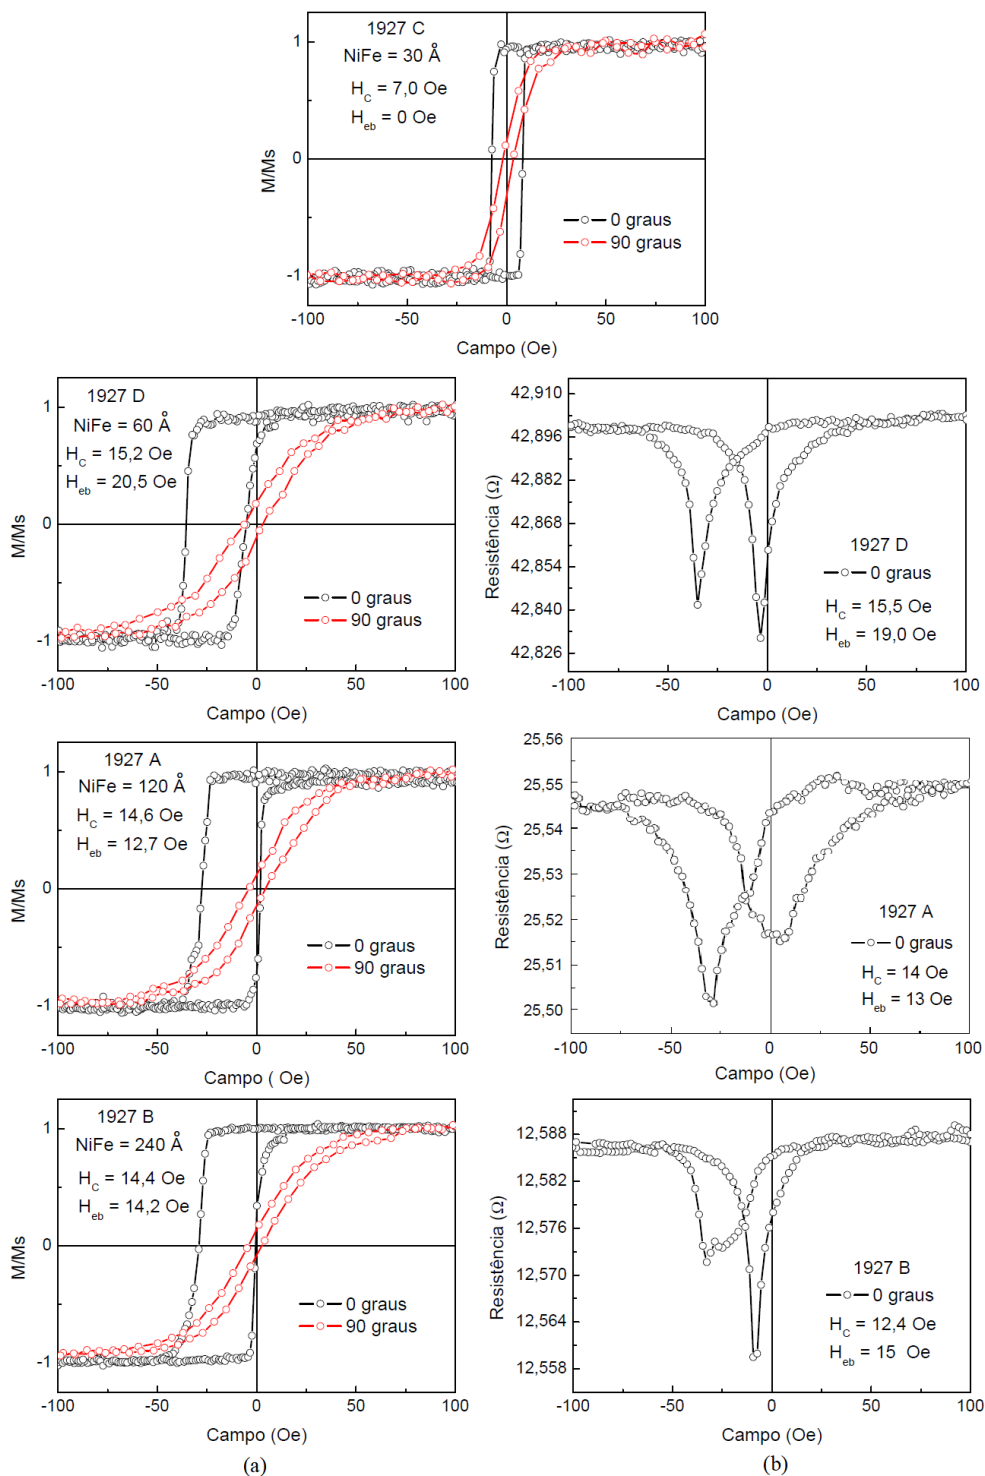 1927 C
NiFe = 30 Å
H_C = 7,0 Oe
H_eb = 0 Oe
0 graus
90 graus
M/Ms
1
0
-1
-100 -50 0 50 100
Campo (Oe)
1927 D
NiFe = 60 Å
H_C = 15,2 Oe
H_eb = 20,5 Oe
0 graus
90 graus
M/Ms
1
0
-1
-100 -50 0 50 100
Campo (Oe)
42,910
42,896
42,882
42,868
42,854
42,840
42,826
Resistência (Ω)
1927 D
0 graus
H_C = 15,5 Oe
H_eb = 19,0 Oe
-100 -50 0 50 100
Campo (Oe)
1927 A
NiFe = 120 Å
H_C = 14,6 Oe
H_eb = 12,7 Oe
0 graus
90 graus
M/Ms
1
0
-1
-100 -50 0 50 100
Campo ( Oe)
25,56
25,55
25,54
25,53
25,52
25,51
25,50
Resistência (Ω)
1927 A
0 graus
H_C = 14 Oe
H_eb = 13 Oe
-100 -50 0 50 100
Campo (Oe)
1927 B
NiFe = 240 Å
H_C = 14,4 Oe
H_eb = 14,2 Oe
0 graus
90 graus
M/Ms
1
0
-1
-100 -50 0 50 100
Campo (Oe)
(a)
12,588
12,582
12,576
12,570
12,564
12,558
Resistência (Ω)
1927 B
0 graus
H_C = 12,4 Oe
H_eb = 15 Oe
-100 -50 0 50 100
Campo (Oe)
(b)